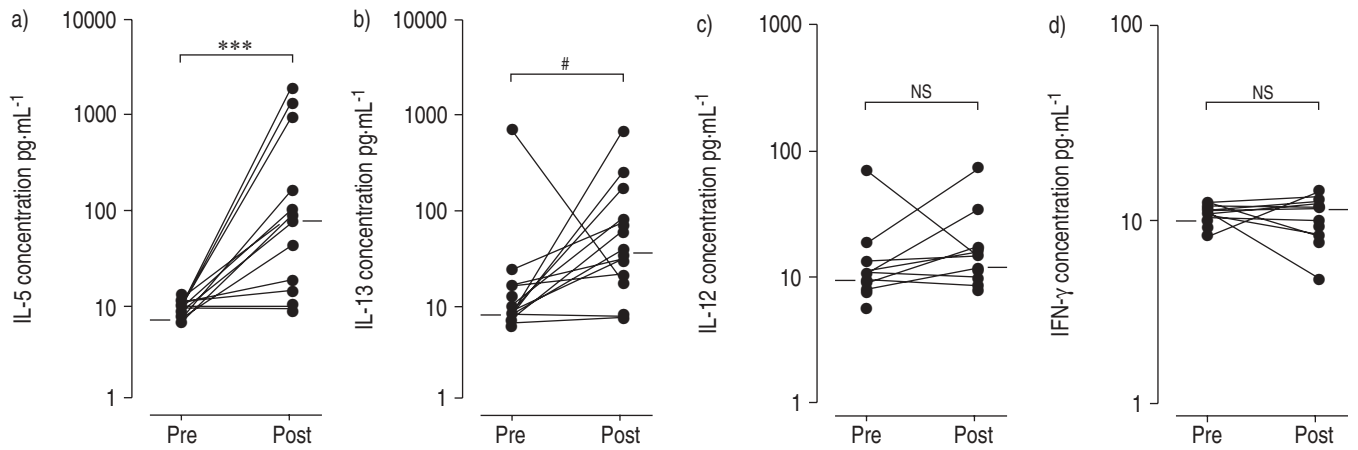 a)
IL-5 concentration pg·mL⁻¹
10000
1000
100
10
1
***
Pre Post
b)
IL-13 concentration pg·mL⁻¹
10000
1000
100
10
1
#
Pre Post
c)
IL-12 concentration pg·mL⁻¹
1000
100
10
1
NS
Pre Post
d)
IFN-γ concentration pg·mL⁻¹
100
10
1
NS
Pre Post